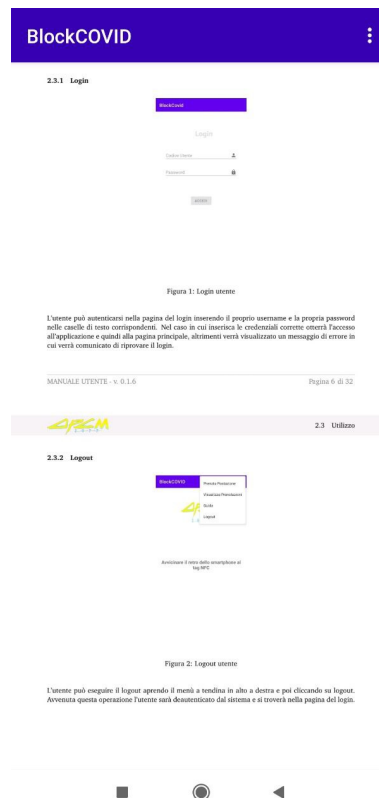 BlockCOVID
2.3.1 Login
BlockCovid
Login
Codice Utente
Password
ACCEDI
Figura 1: Login utente
L'utente può autenticarsi nella pagina del login inserendo il proprio username e la propria password
nelle caselle di testo corrispondenti. Nel caso in cui inserisca le credenziali corrette otterrà l'accesso
all'applicazione e quindi alla pagina principale, altrimenti verrà visualizzato un messaggio di errore in
cui verrà comunicato di riprovare il login.
MANUALE UTENTE - v. 0.1.6 Pagina 6 di 32
2.3 Utilizzo
2.3.2 Logout
BlockCOVID
Prenota Postazione
Visualizza Prenotazioni
Guida
Logout
Avvicinare il retro dello smartphone al
tag NFC
Figura 2: Logout utente
L'utente può eseguire il logout aprendo il menù a tendina in alto a destra e poi cliccando su logout.
Avvenuta questa operazione l'utente sarà deautenticato dal sistema e si troverà nella pagina del login.